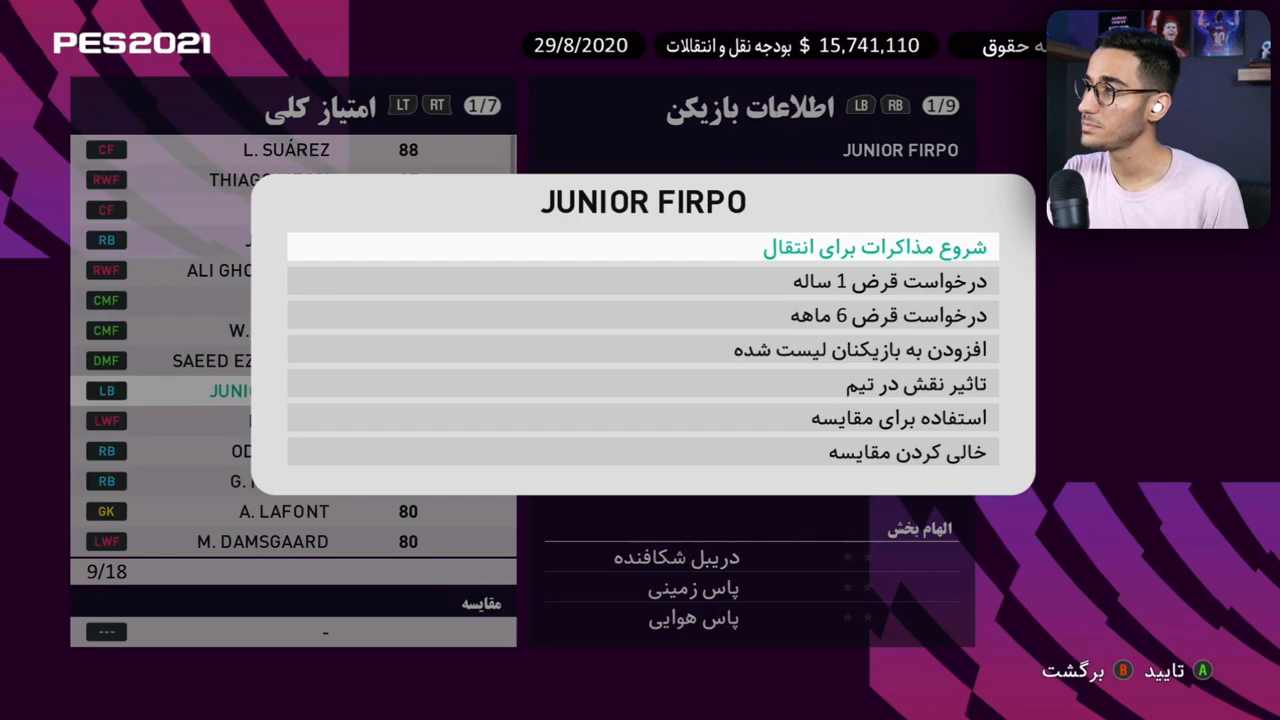 PES2021
29/8/2020
بودجه نقل و انتقالات $ 15,741,110
حقوق
امتیاز کلی LT RT 1/7
اطلاعات بازیکن LB RB 1/9
CF L. SUÁREZ 88
JUNIOR FIRPO
RWF
CF
RB
RWF ALI
CMF
CMF W.
DMF SAEED
LB
LWF
RB
RB G.
GK A. LAFONT 80
LWF M. DAMSGAARD 80
9/18
مقایسه
--- -
JUNIOR FIRPO
شروع مذاکرات برای انتقال
درخواست قرض 1 ساله
درخواست قرض 6 ماهه
افزودن به بازیکنان لیست شده
تاثیر نقش در تیم
استفاده برای مقایسه
خالی کردن مقایسه
الهام بخش
دریبل شکافنده
پاس زمینی
پاس هوایی
برگشت B تایید A